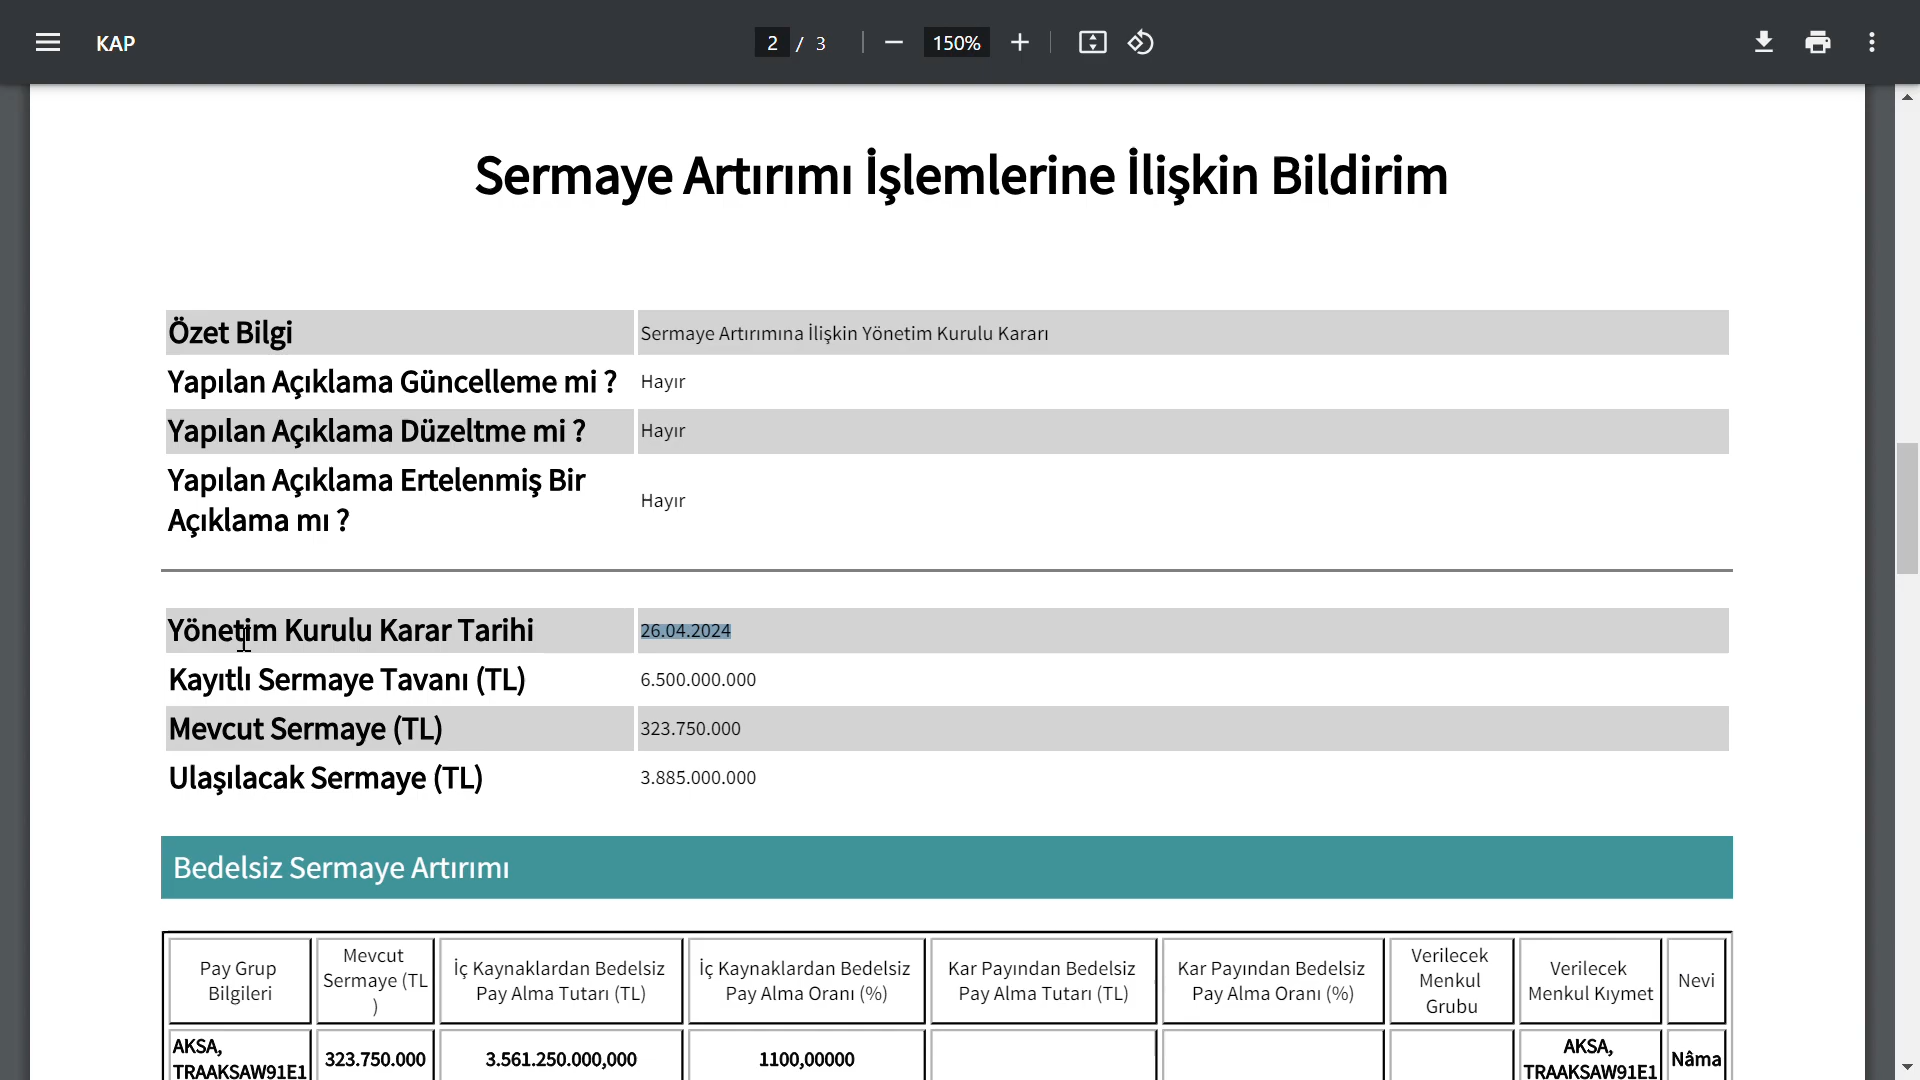 KAP
2 / 3
150%
Sermaye Artırımı İşlemlerine İlişkin Bildirim
Özet Bilgi Sermaye Artırımına İlişkin Yönetim Kurulu Kararı
Yapılan Açıklama Güncelleme mi ? Hayır
Yapılan Açıklama Düzeltme mi ? Hayır
Yapılan Açıklama Ertelenmiş Bir
Açıklama mı ?
Hayır
Yönetim Kurulu Karar Tarihi 26.04.2024
Kayıtlı Sermaye Tavanı (TL) 6.500.000.000
Mevcut Sermaye (TL) 323.750.000
Ulaşılacak Sermaye (TL) 3.885.000.000
Bedelsiz Sermaye Artırımı
Pay Grup
Bilgileri
Mevcut
Sermaye (TL
)
İç Kaynaklardan Bedelsiz
Pay Alma Tutarı (TL)
İç Kaynaklardan Bedelsiz
Pay Alma Oranı (%)
Kar Payından Bedelsiz
Pay Alma Tutarı (TL)
Kar Payından Bedelsiz
Pay Alma Oranı (%)
Verilecek
Menkul
Grubu
Verilecek
Menkul Kıymet
Nevi
AKSA,
TRAAKSAW91E1
323.750.000
3.561.250.000,000
1100,00000
AKSA,
TRAAKSAW91E1
Nâma